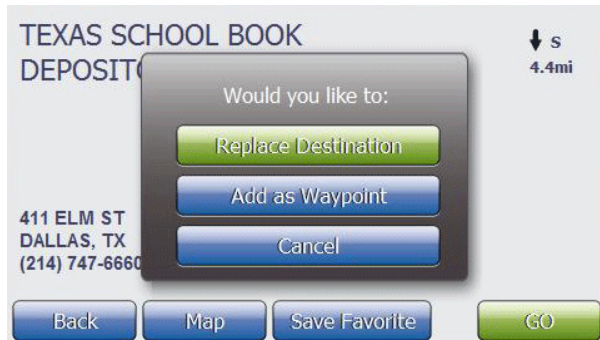 TEXAS SCHOOL BOOK
DEPOSITO
S
4.4mi
Would you like to:
Replace Destination
Add as Waypoint
Cancel
411 ELM ST
DALLAS, TX
(214) 747-6660
Back
Map
Save Favorite
GO